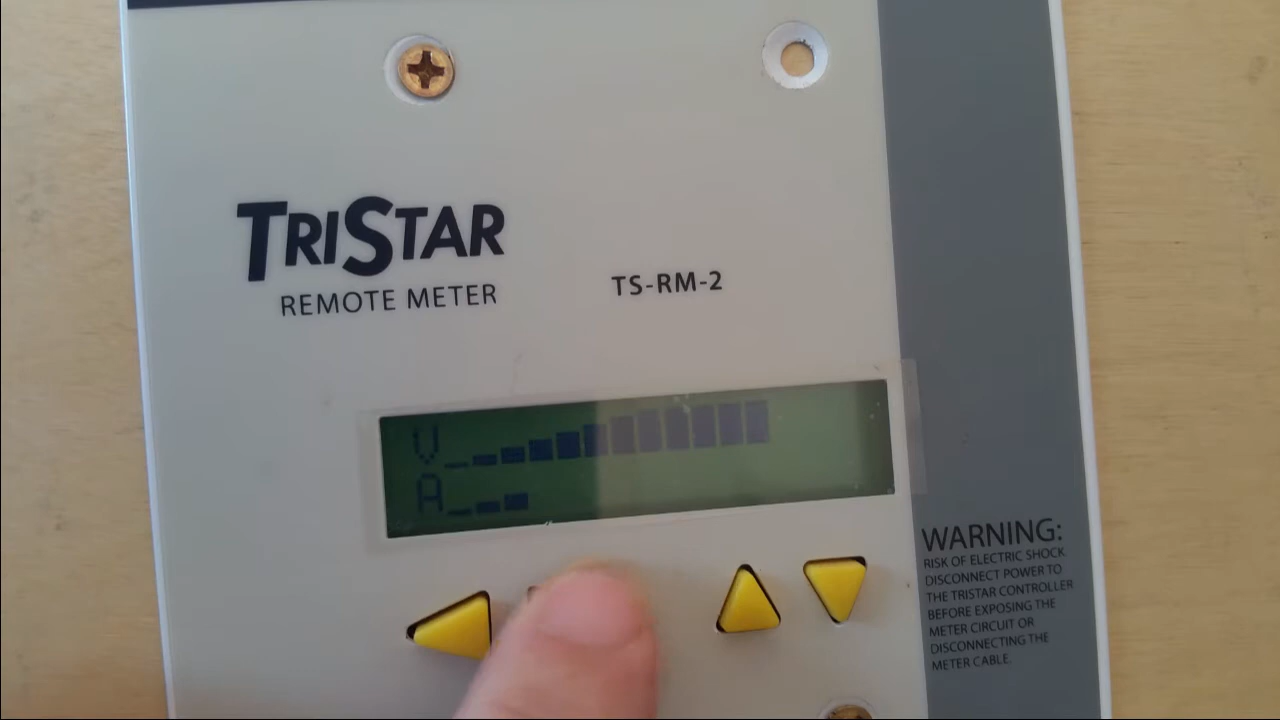 TRISTAR
REMOTE METER
TS-RM-2
V
A
WARNING:
RISK OF ELECTRIC SHOCK.
DISCONNECT POWER TO
THE TRISTAR CONTROLLER
BEFORE EXPOSING THE
METER CIRCUIT OR
DISCONNECTING THE
METER CABLE.